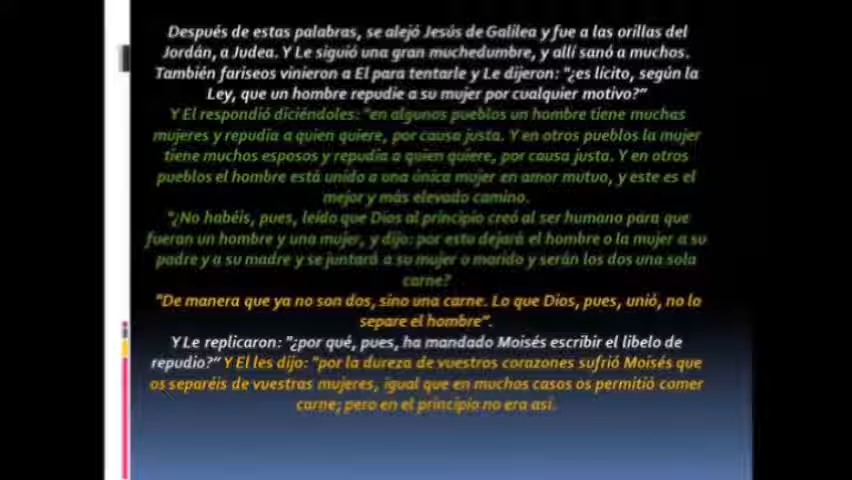 Después de estas palabras, se alejó Jesús de Galilea y fue a las orillas del
Jordán, a Judea. Y Le siguió una gran muchedumbre, y allí sanó a muchos.
También fariseos vinieron a El para tentarle y Le dijeron: "¿es lícito, según la
Ley, que un hombre repudie a su mujer por cualquier motivo?"
Y El respondió diciéndoles: "en algunos pueblos un hombre tiene muchas
mujeres y repudia a quien quiere, por causa justa. Y en otros pueblos la mujer
tiene muchos esposos y repudia a quien quiere, por causa justa. Y en otros
pueblos el hombre está unido a una única mujer en amor mutuo, y este es el
mejor y más elevado camino.
"¿No habéis, pues, leído que Dios al principio creó al ser humano para que
fueran un hombre y una mujer, y dijo: por esto dejará el hombre o la mujer a su
padre y a su madre y se juntará a su mujer o marido y serán los dos una sola
carne?
"De manera que ya no son dos, sino una carne. Lo que Dios, pues, unió, no lo
separe el hombre".
Y Le replicaron: "¿por qué, pues, ha mandado Moisés escribir el libelo de
repudio?" Y El les dijo: "por la dureza de vuestros corazones sufrió Moisés que
os separéis de vuestras mujeres, igual que en muchos casos os permitió comer
carne; pero en el principio no era así.